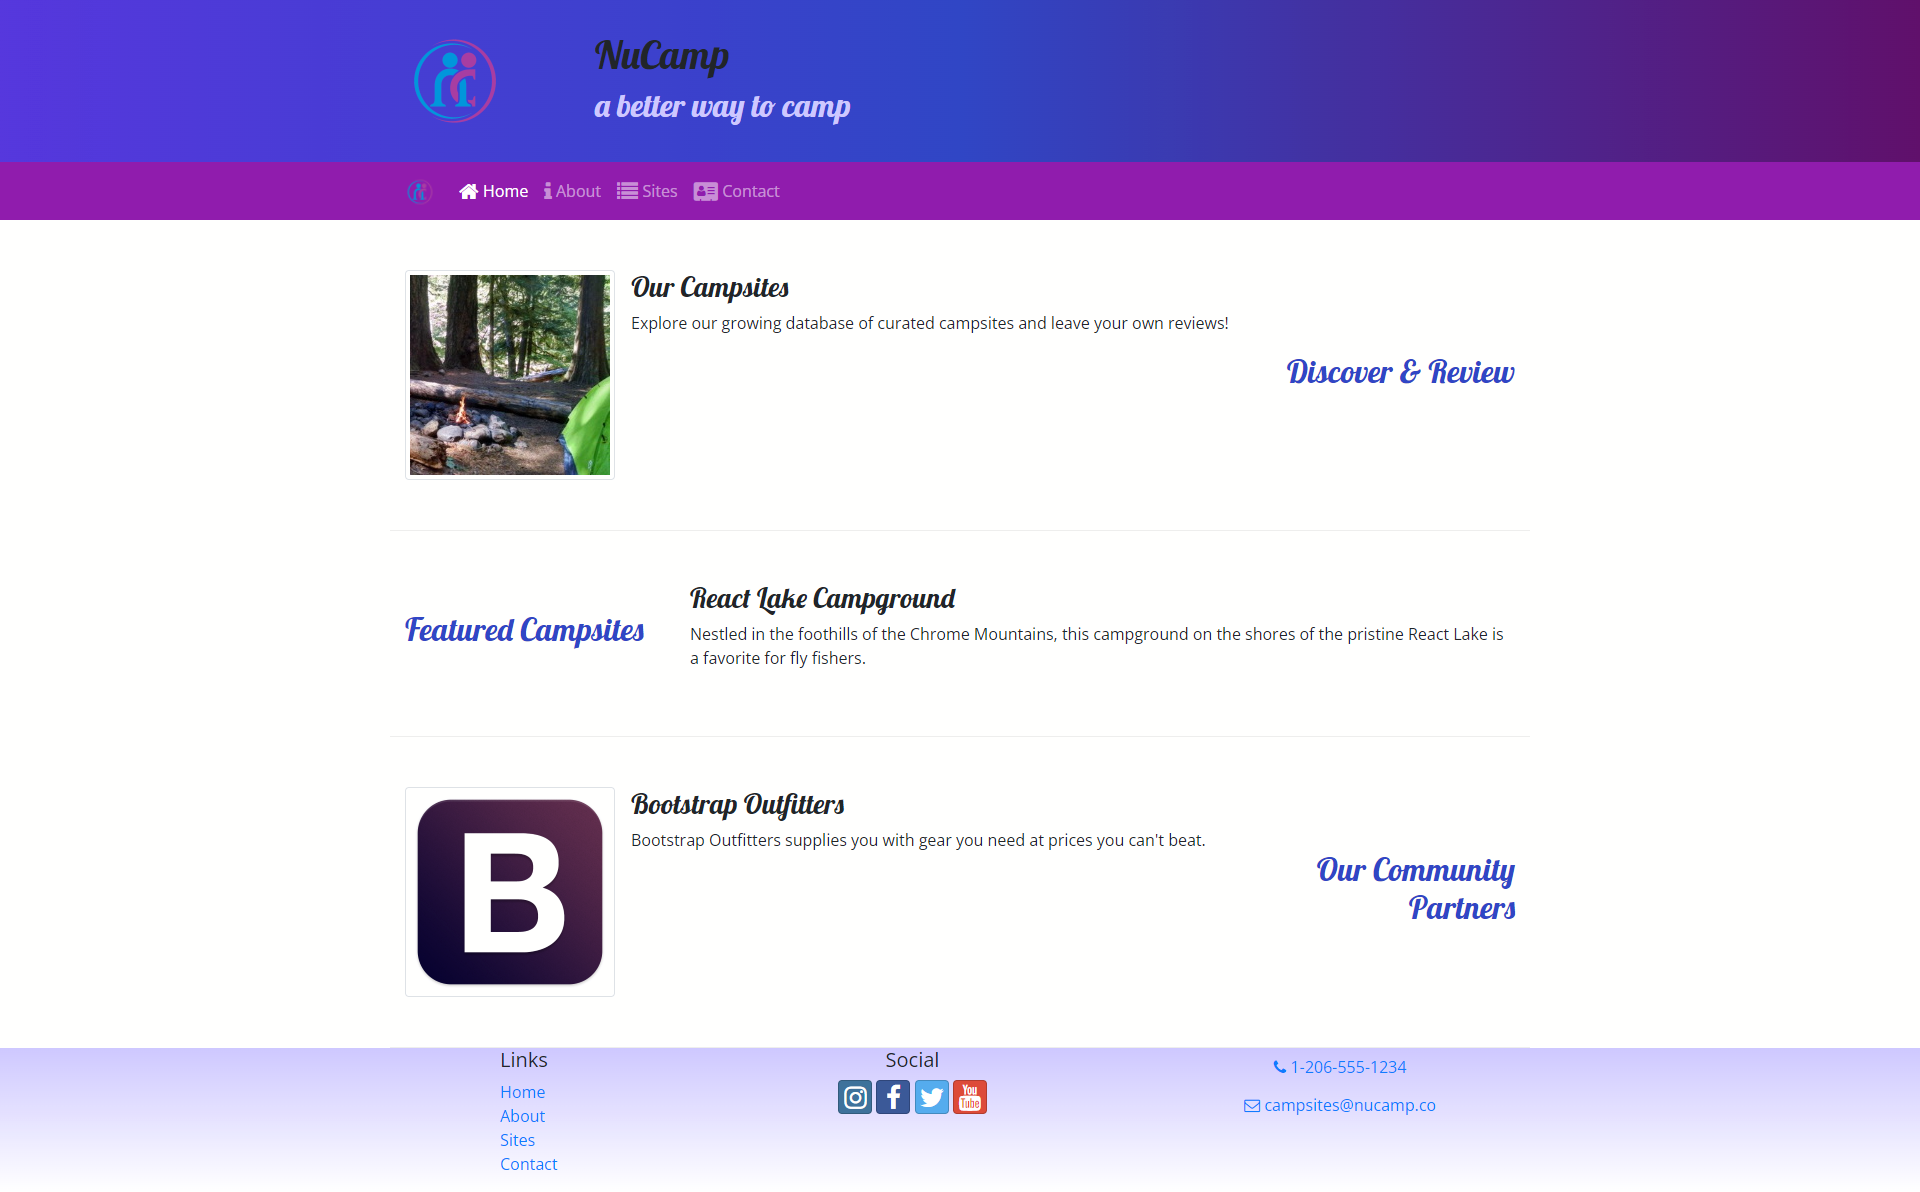 NuCamp
a better way to camp
Home About Sites Contact
Our Campsites
Explore our growing database of curated campsites and leave your own reviews!
Discover & Review
Featured Campsites
React Lake Campground
Nestled in the foothills of the Chrome Mountains, this campground on the shores of the pristine React Lake is
a favorite for fly fishers.
B
Bootstrap Outfitters
Bootstrap Outfitters supplies you with gear you need at prices you can't beat.
Our Community
Partners
Links
Home
About
Sites
Contact
Social
You
Tube
1-206-555-1234
campsites@nucamp.co